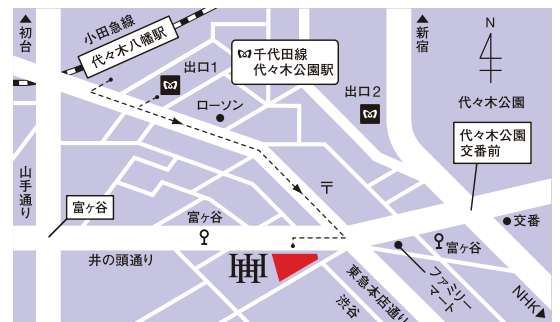 ▲
初台
小田急線
代々木八幡駅
千代田線
代々木公園駅
▲
新宿
N
出口1
出口2
ローソン
代々木公園
代々木公園
交番前
山手通り
富ヶ谷
富ヶ谷
〒
交番
富ヶ谷
井の頭通り
ファミリー
マート
東急本店通り
渋谷
NHK▶